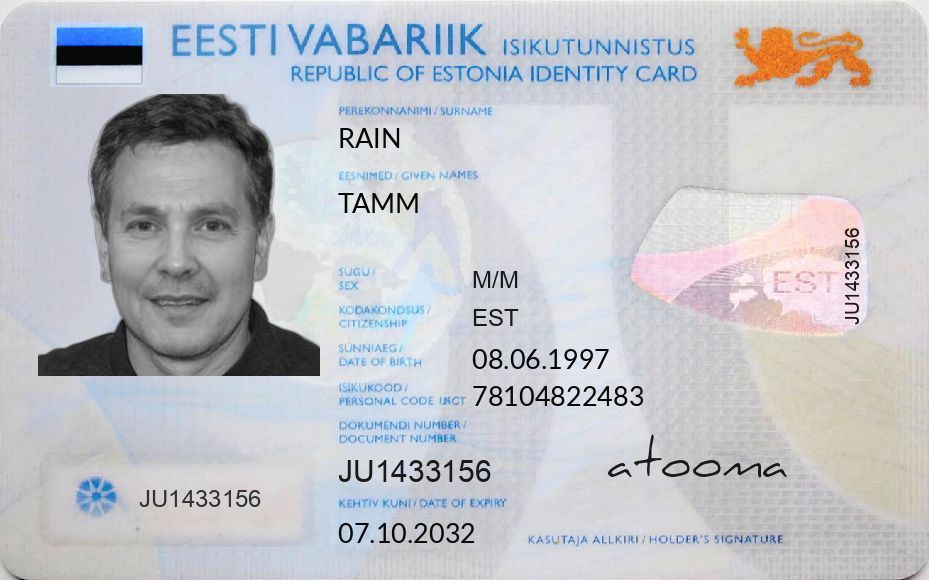 EESTI VABARIIK ISIKUTUNNISTUS
REPUBLIC OF ESTONIA IDENTITY CARD
PEREKONNANIMI / SURNAME
RAIN
EESNIMED / GIVEN NAMES
TAMM
SUGU /
SEX
M/M
KODAKONDSUS /
CITIZENSHIP
EST
SÜNNIAEG /
DATE OF BIRTH
08.06.1997
ISIKUKOOD /
PERSONAL CODE
78104822483
DOKUMENDI NUMBER /
DOCUMENT NUMBER
JU1433156
KEHTIV KUNI / DATE OF EXPIRY
07.10.2032
JU1433156
EST
JU1433156
atooma
KASUTAJA ALLKIRI / HOLDER'S SIGNATURE